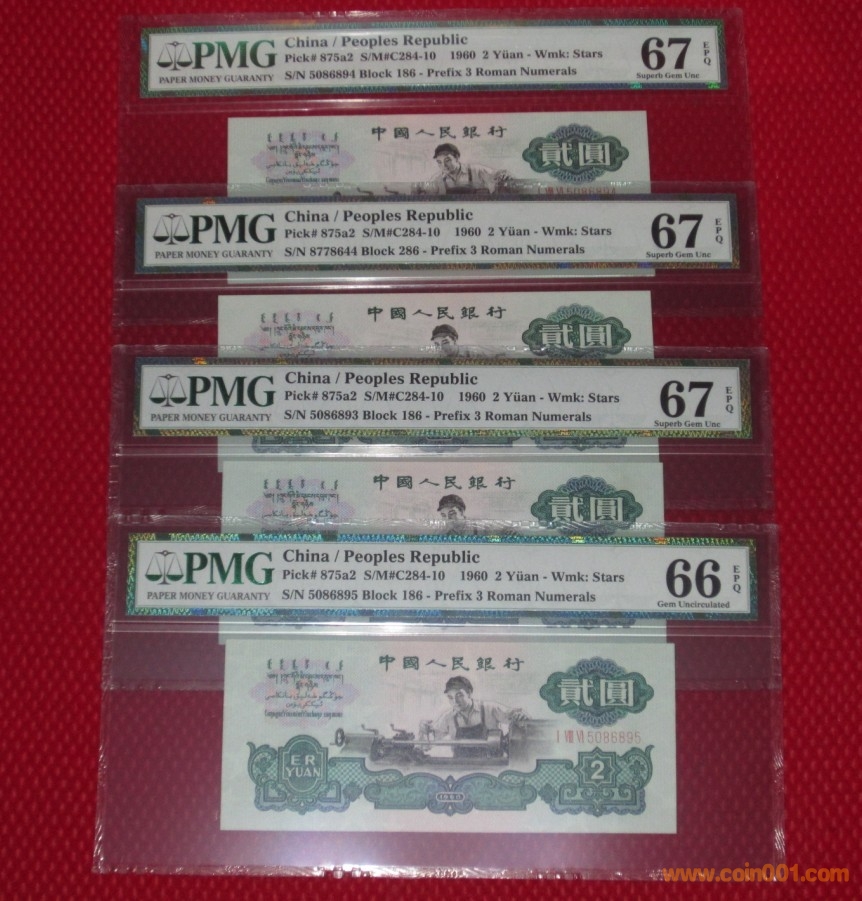 PMG
PAPER MONEY GUARANTY
China / Peoples Republic
Pick# 875a2 S/M#C284-10 1960 2 Yüan - Wmk: Stars
S/N 5086894 Block 186 - Prefix 3 Roman Numerals
67 EPQ
Superb Gem Unc
中國人民銀行
貳圓
I VIII VI 5086894
PMG
PAPER MONEY GUARANTY
China / Peoples Republic
Pick# 875a2 S/M#C284-10 1960 2 Yüan - Wmk: Stars
S/N 8778644 Block 286 - Prefix 3 Roman Numerals
67 EPQ
Superb Gem Unc
中國人民銀行
貳圓
PMG
PAPER MONEY GUARANTY
China / Peoples Republic
Pick# 875a2 S/M#C284-10 1960 2 Yüan - Wmk: Stars
S/N 5086893 Block 186 - Prefix 3 Roman Numerals
67 EPQ
Superb Gem Unc
中國人民銀行
貳圓
PMG
PAPER MONEY GUARANTY
China / Peoples Republic
Pick# 875a2 S/M#C284-10 1960 2 Yüan - Wmk: Stars
S/N 5086895 Block 186 - Prefix 3 Roman Numerals
66 EPQ
Gem Uncirculated
中國人民銀行
貳圓
I VIII VI 5086895
ER
YUAN
1960
2
www.coin001.com